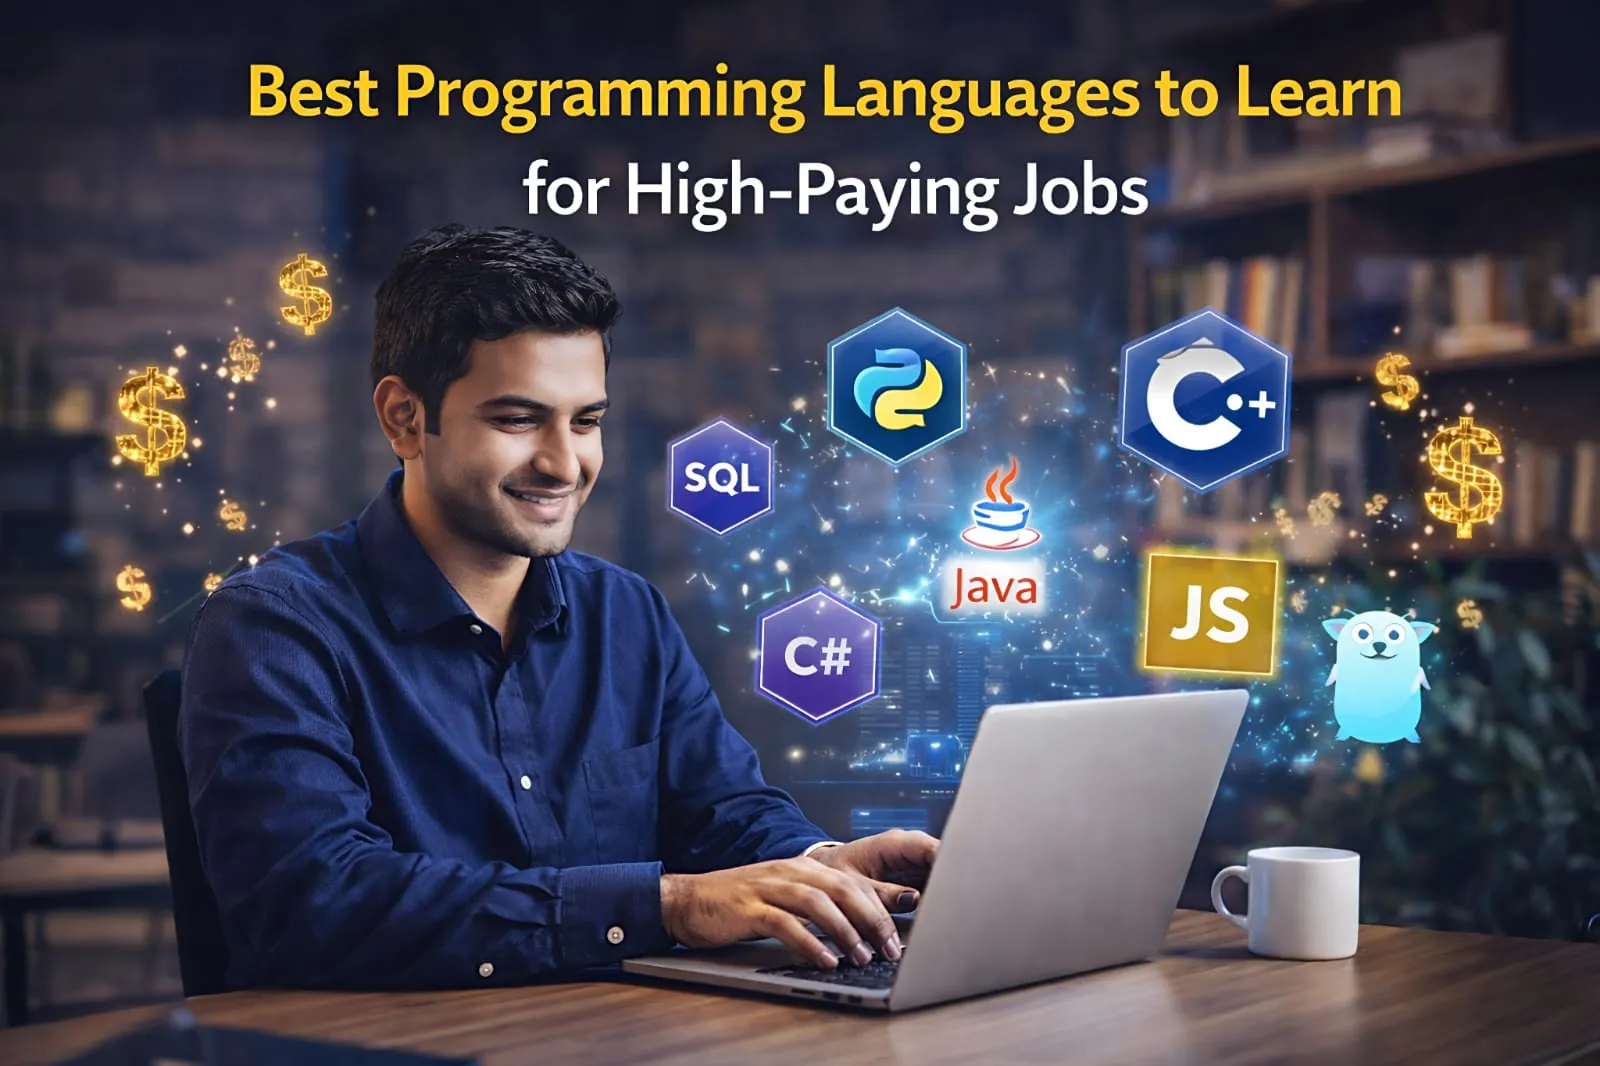 Best Programming Languages to Learn
for High-Paying Jobs
SQL
C+
Java
JS
C#